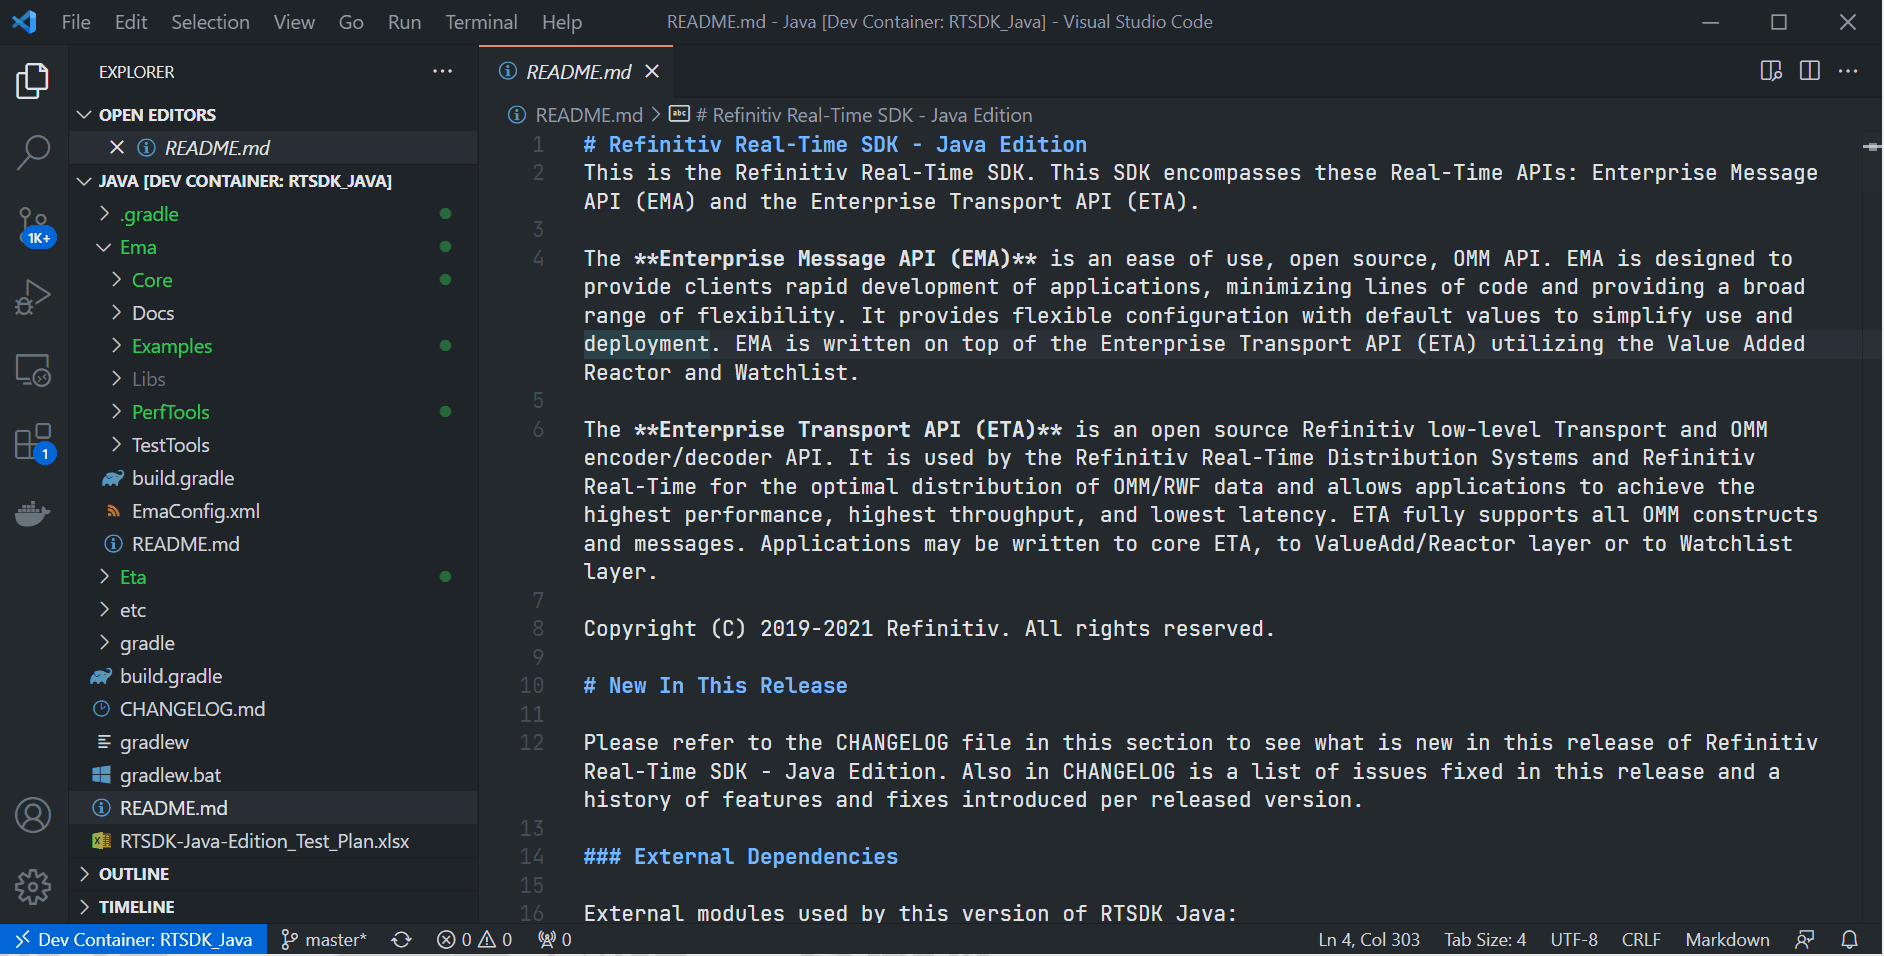 File Edit Selection View Go Run Terminal Help README.md - Java [Dev Container: RTSDK_Java] - Visual Studio Code
EXPLORER
OPEN EDITORS
README.md
JAVA [DEV CONTAINER: RTSDK_JAVA]
.gradle
Ema
Core
Docs
Examples
Libs
PerfTools
TestTools
build.gradle
EmaConfig.xml
README.md
Eta
etc
gradle
build.gradle
CHANGELOG.md
gradlew
gradlew.bat
README.md
RTSDK-Java-Edition_Test_Plan.xlsx
OUTLINE
TIMELINE
1K+
1
README.md
README.md > abc # Refinitiv Real-Time SDK - Java Edition
1 # Refinitiv Real-Time SDK - Java Edition
2 This is the Refinitiv Real-Time SDK. This SDK encompasses these Real-Time APIs: Enterprise Message
API (EMA) and the Enterprise Transport API (ETA).
3
4 The **Enterprise Message API (EMA)** is an ease of use, open source, OMM API. EMA is designed to
provide clients rapid development of applications, minimizing lines of code and providing a broad
range of flexibility. It provides flexible configuration with default values to simplify use and
deployment. EMA is written on top of the Enterprise Transport API (ETA) utilizing the Value Added
Reactor and Watchlist.
5
6 The **Enterprise Transport API (ETA)** is an open source Refinitiv low-level Transport and OMM
encoder/decoder API. It is used by the Refinitiv Real-Time Distribution Systems and Refinitiv
Real-Time for the optimal distribution of OMM/RWF data and allows applications to achieve the
highest performance, highest throughput, and lowest latency. ETA fully supports all OMM constructs
and messages. Applications may be written to core ETA, to ValueAdd/Reactor layer or to Watchlist
layer.
7
8 Copyright (C) 2019-2021 Refinitiv. All rights reserved.
9
10 # New In This Release
11
12 Please refer to the CHANGELOG file in this section to see what is new in this release of Refinitiv
Real-Time SDK - Java Edition. Also in CHANGELOG is a list of issues fixed in this release and a
history of features and fixes introduced per released version.
13
14 ### External Dependencies
15
16 External modules used by this version of RTSDK Java:
Dev Container: RTSDK_Java master* 0 0 0 Ln 4, Col 303 Tab Size: 4 UTF-8 CRLF Markdown